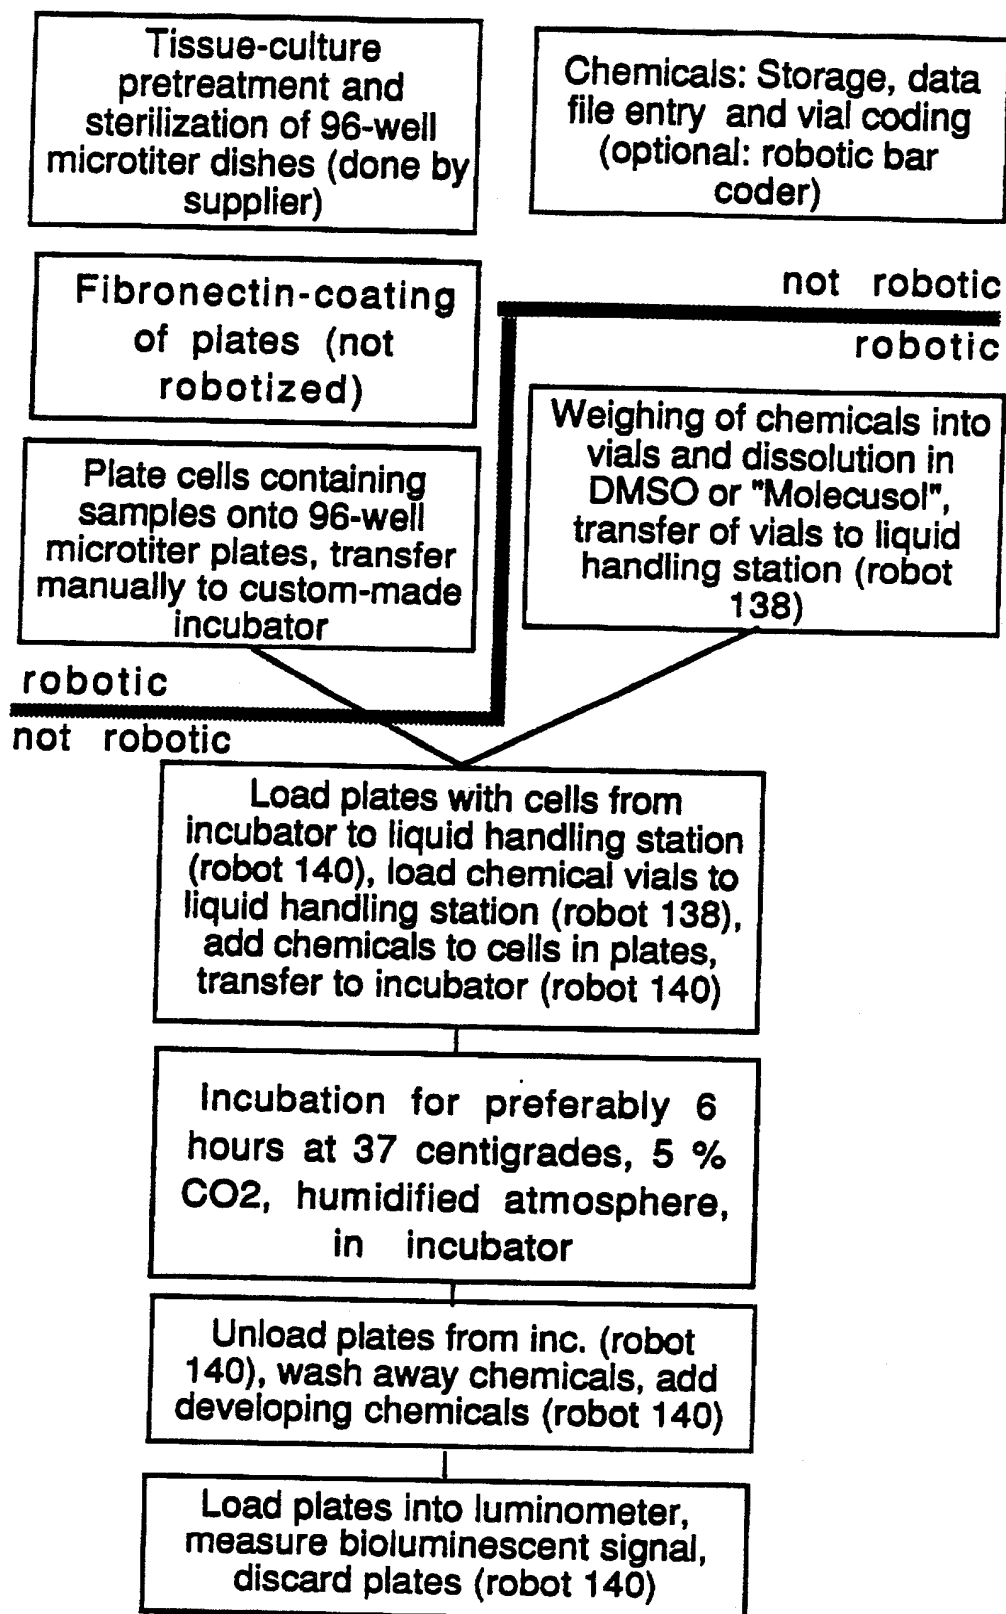 Tissue-culture
pretreatment and
sterilization of 96-well
microtiter dishes (done by
supplier)
Chemicals: Storage, data
file entry and vial coding
(optional: robotic bar
coder)
Fibronectin-coating
of plates (not
robotized)
not robotic
robotic
Plate cells containing
samples onto 96-well
microtiter plates, transfer
manually to custom-made
incubator
Weighing of chemicals into
vials and dissolution in
DMSO or "Molecusol",
transfer of vials to liquid
handling station (robot
138)
robotic
not robotic
Load plates with cells from
incubator to liquid handling station
(robot 140), load chemical vials to
liquid handling station (robot 138),
add chemicals to cells in plates,
transfer to incubator (robot 140)
Incubation for preferably 6
hours at 37 centigrades, 5 %
CO2, humidified atmosphere,
in incubator
Unload plates from inc. (robot
140), wash away chemicals, add
developing chemicals (robot 140)
Load plates into luminometer,
measure bioluminescent signal,
discard plates (robot 140)